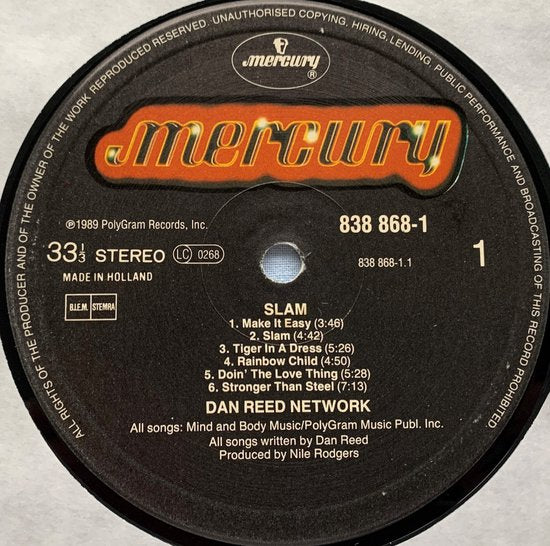 ALL RIGHTS OF THE PRODUCER AND OF THE OWNER OF THE WORK REPRODUCED RESERVED. UNAUTHORISED COPYING, HIRING, LENDING, PUBLIC PERFORMANCE AND BROADCASTING OF THIS RECORD PROHIBITED.
mercury ®
mercury
℗1989 PolyGram Records, Inc.
838 868-1
33⅓ STEREO LC 0268
838 868-1.1
1
MADE IN HOLLAND
B.I.E.M. STEMRA
SLAM
1. Make It Easy (3:46)
2. Slam (4:42)
3. Tiger In A Dress (5:26)
4. Rainbow Child (4:50)
5. Doin' The Love Thing (5:28)
6. Stronger Than Steel (7:13)
DAN REED NETWORK
All songs: Mind and Body Music/PolyGram Music Publ. Inc.
All songs written by Dan Reed
Produced by Nile Rodgers